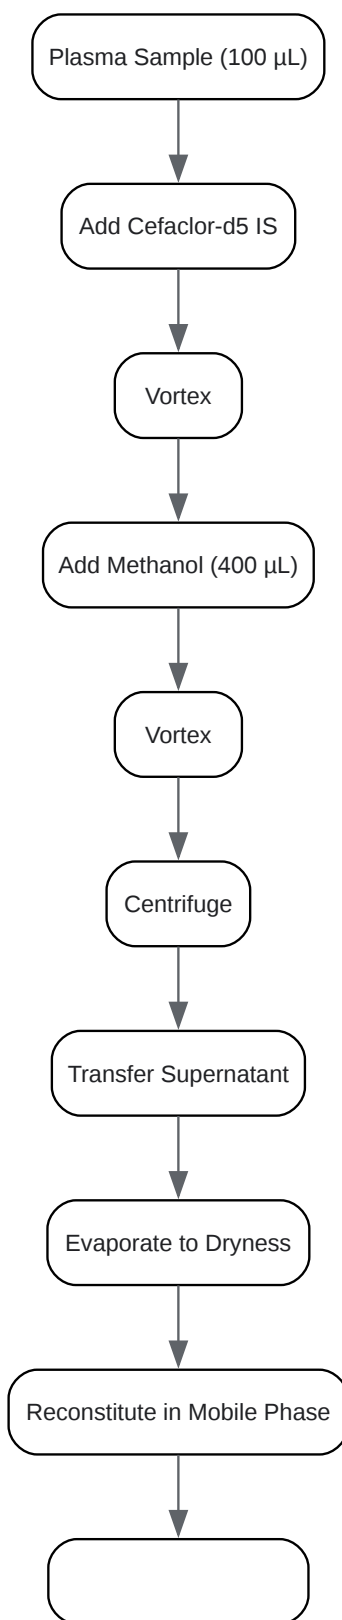 Plasma Sample (100 µL)
Add Cefaclor-d5 IS
Vortex
Add Methanol (400 µL)
Vortex
Centrifuge
Transfer Supernatant
Evaporate to Dryness
Reconstitute in Mobile Phase